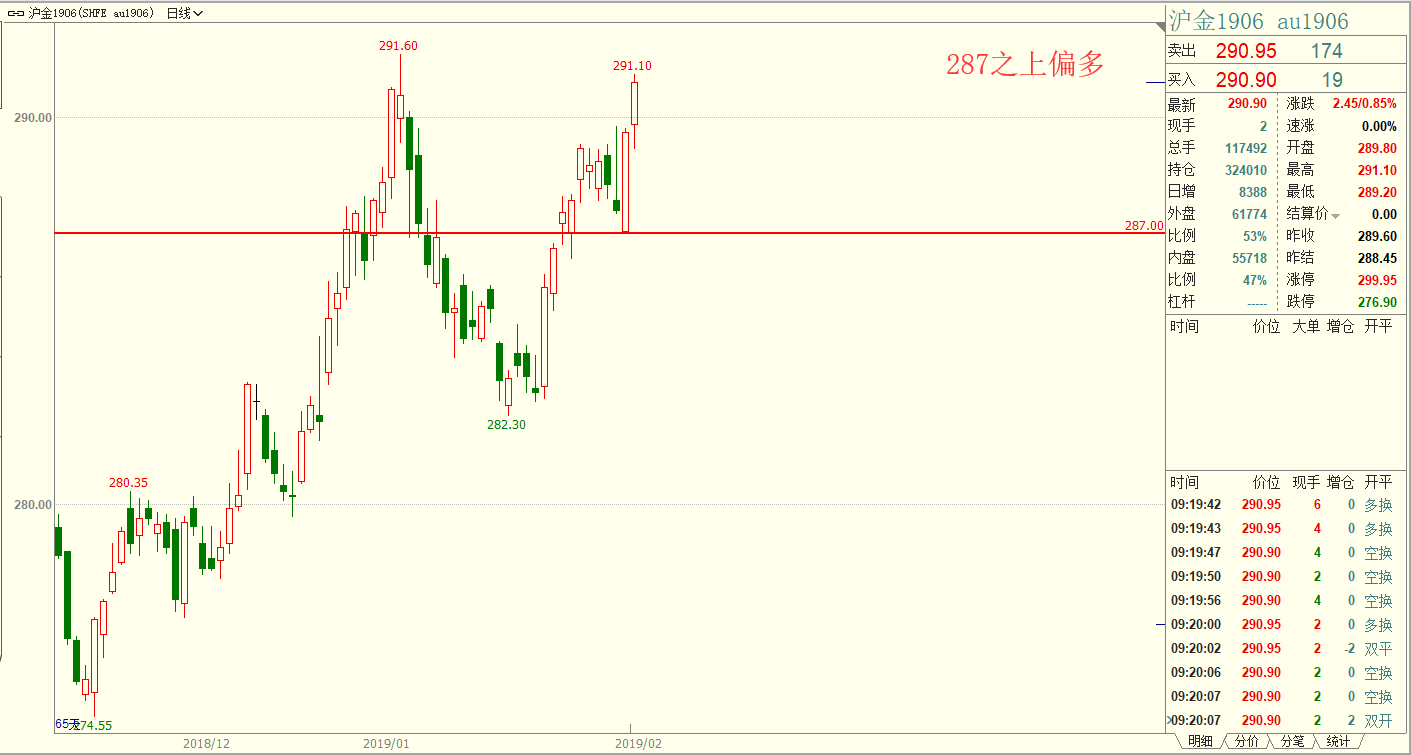 沪金1906(SHFE au1906) 日线
291.60
291.10
287之上偏多
290.00
287.00
282.30
280.35
280.00
65天
274.55
2018/12
2019/01
2019/02
沪金1906 au1906
卖出 290.95 174
买入 290.90 19
最新 290.90 涨跌 2.45/0.85%
现手 2 速涨 0.00%
总手 117492 开盘 289.80
持仓 324010 最高 291.10
日增 8388 最低 289.20
外盘 61774 结算价 0.00
比例 53% 昨收 289.60
内盘 55718 昨结 288.45
比例 47% 涨停 299.95
杠杆 ----- 跌停 276.90
时间 价位 大单 增仓 开平
时间 价位 现手 增仓 开平
09:19:42 290.95 6 0 多换
09:19:43 290.95 4 0 多换
09:19:47 290.90 4 0 空换
09:19:50 290.90 2 0 空换
09:19:56 290.90 4 0 空换
09:20:00 290.95 2 0 多换
09:20:02 290.95 2 -2 双平
09:20:06 290.90 2 0 空换
09:20:07 290.90 2 0 空换
09:20:07 290.90 2 2 双开
明细 分价 分笔 统计